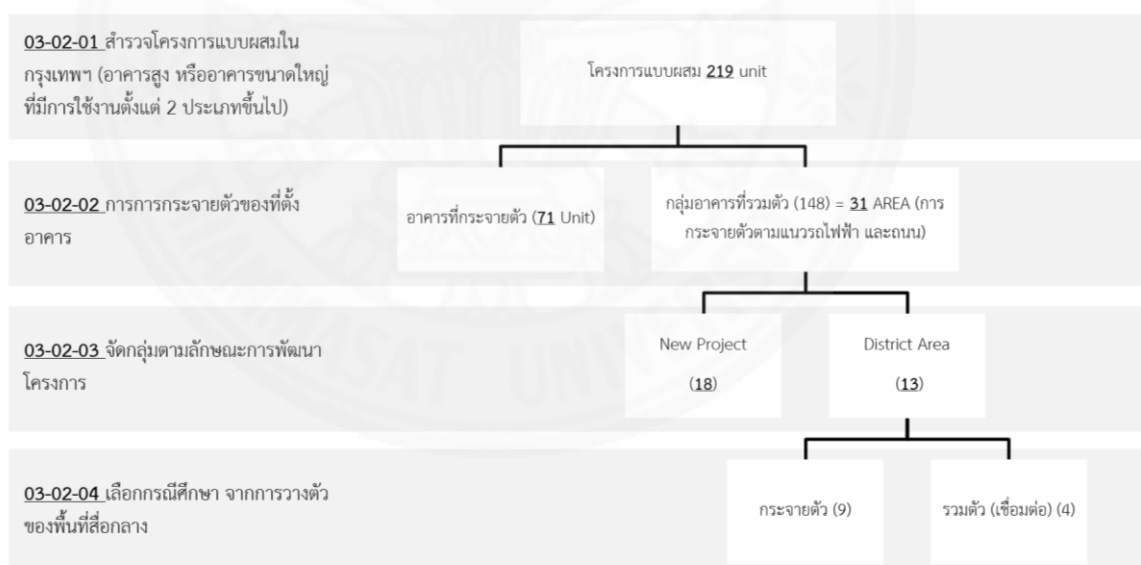 03-02-01 สำรวจโครงการแบบผสมใน
กรุงเทพฯ (อาคารสูง หรืออาคารขนาดใหญ่
ที่มีการใช้งานตั้งแต่ 2 ประเภทขึ้นไป)
โครงการแบบผสม 219 unit
03-02-02 การการกระจายตัวของที่ตั้ง
อาคาร
อาคารที่กระจายตัว (71 Unit)
กลุ่มอาคารที่รวมตัว (148) = 31 AREA (การ
กระจายตัวตามแนวรถไฟฟ้า และถนน)
03-02-03 จัดกลุ่มตามลักษณะการพัฒนา
โครงการ
New Project
(18)
District Area
(13)
03-02-04 เลือกกรณีศึกษา จากการวางตัว
ของพื้นที่สื่อกลาง
กระจายตัว (9)
รวมตัว (เชื่อมต่อ) (4)
THAMMASAT UNIVERSITY